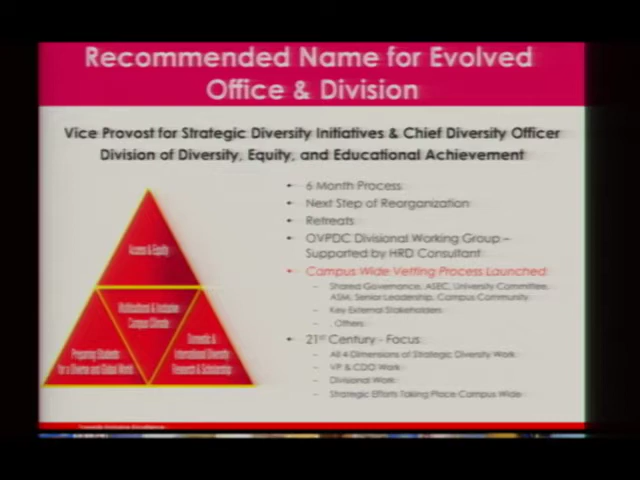 Recommended Name for Evolved
Office & Division
Vice Provost for Strategic Diversity Initiatives & Chief Diversity Officer
Division of Diversity, Equity, and Educational Achievement
Access & Equity
Multicultural & Inclusive
Campus Climate
Preparing Students
for a Diverse and Global World
Domestic &
International Diversity
Research & Scholarship
• 6 Month Process
• Next Step of Reorganization
• Retreats
• OVPDC Divisional Working Group –
Supported by HRD Consultant
• Campus Wide Vetting Process Launched
– Shared Governance, ASEC, University Committee,
ASM, Senior Leadership, Campus Community
– Key External Stakeholders
– , Others
• 21st Century - Focus
– All 4 Dimensions of Strategic Diversity Work
– VP & CDO Work
– Divisional Work
– Strategic Efforts Taking Place Campus Wide